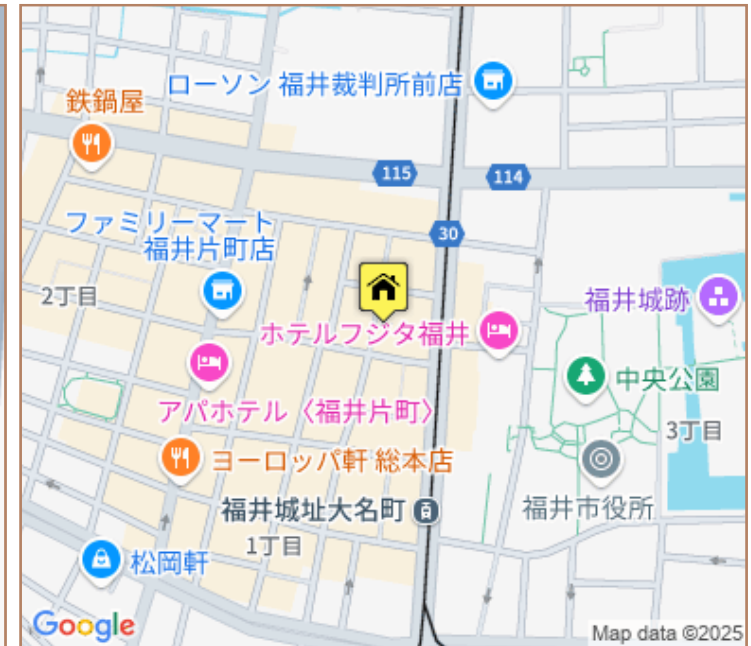 ローソン 福井裁判所前店
鉄鍋屋
115
114
ファミリーマート
福井片町店
30
2丁目
福井城跡
ホテルフジタ福井
中央公園
アパホテル〈福井片町〉
3丁目
ヨーロッパ軒 総本店
福井城址大名町
福井市役所
1丁目
松岡軒
Google
Map data ©2025